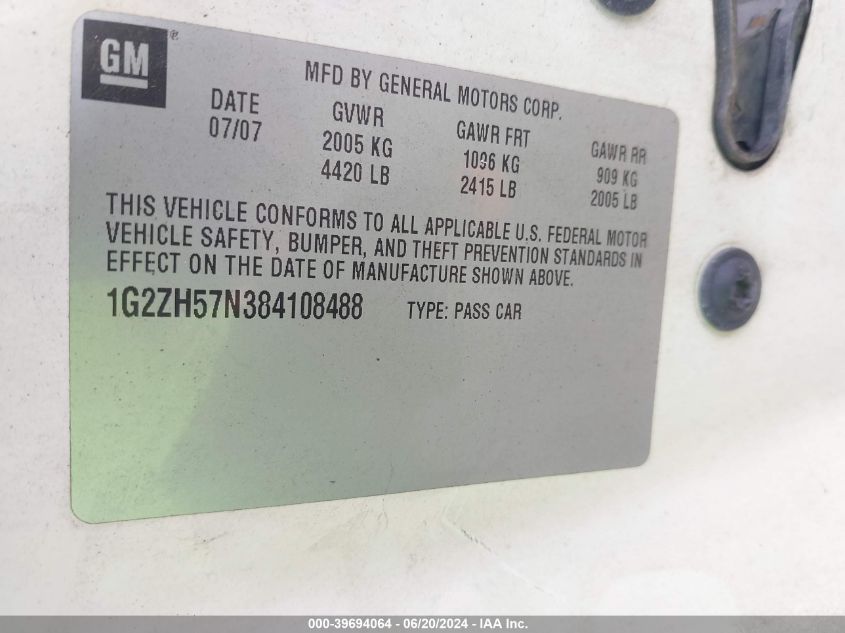 GM®
MFD BY GENERAL MOTORS CORP.
DATE GVWR GAWR FRT GAWR RR
07/07 2005 KG 1096 KG 909 KG
4420 LB 2415 LB 2005 LB
THIS VEHICLE CONFORMS TO ALL APPLICABLE U.S. FEDERAL MOTOR
VEHICLE SAFETY, BUMPER, AND THEFT PREVENTION STANDARDS IN
EFFECT ON THE DATE OF MANUFACTURE SHOWN ABOVE.
1G2ZH57N384108488 TYPE: PASS CAR
000-39694064 - 06/20/2024 - IAA Inc.